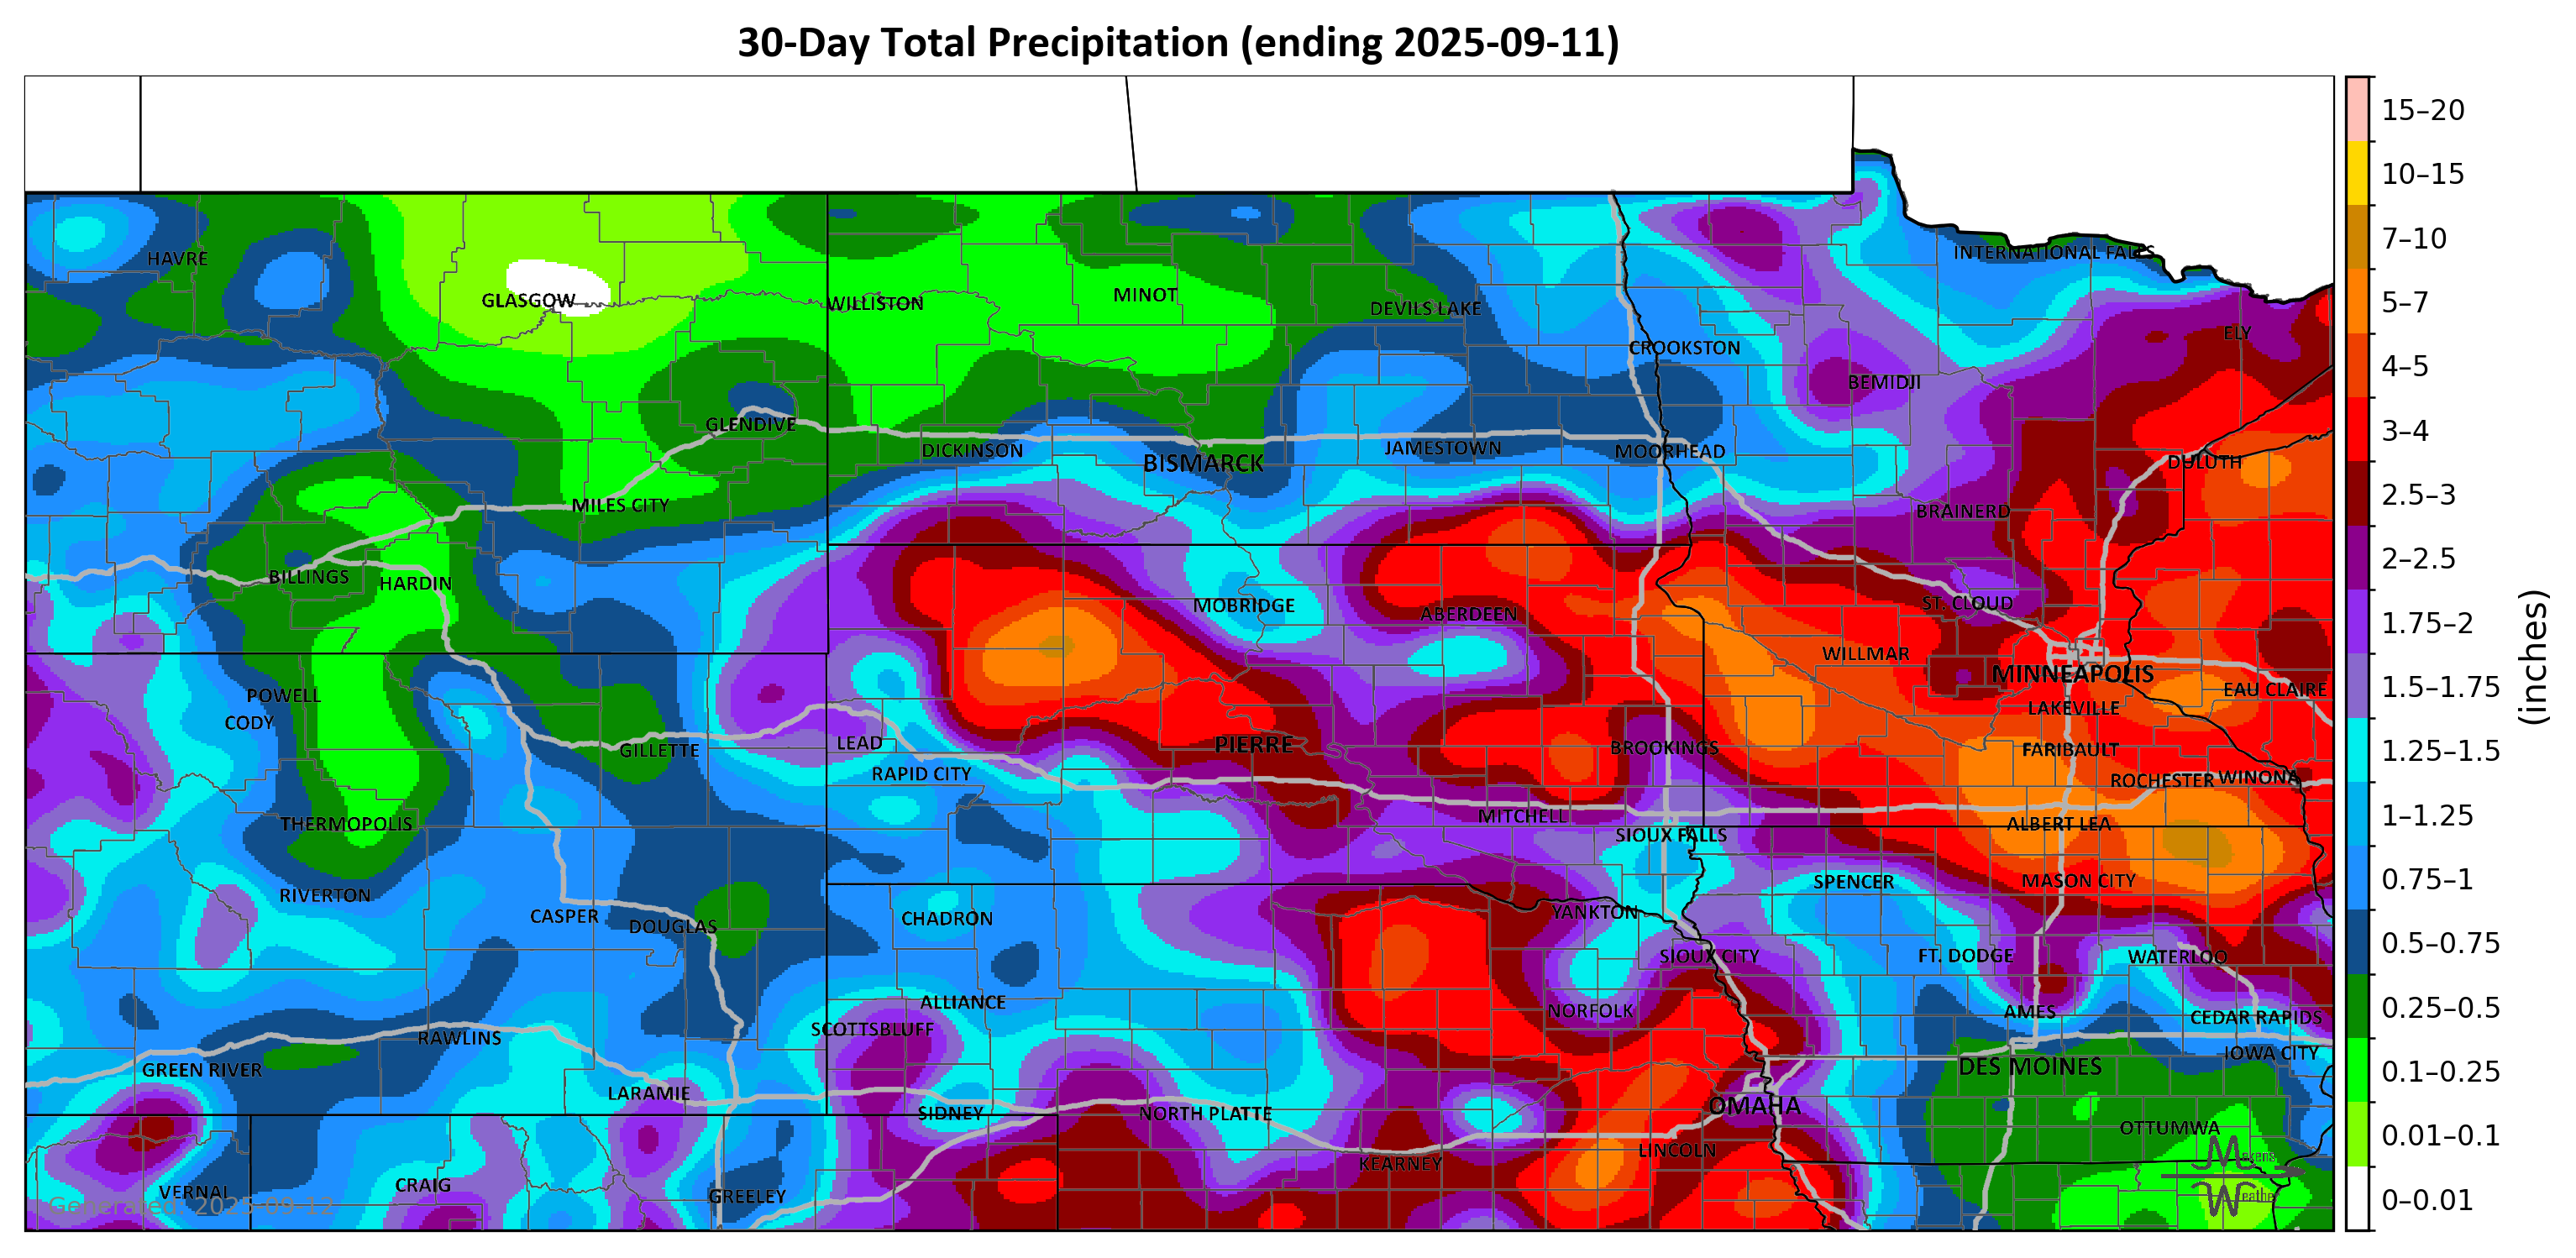 30-Day Total Precipitation (ending 2025-09-11)
15–20
10–15
7–10
5–7
4–5
3–4
2.5–3
2–2.5
1.75–2
1.5–1.75
1.25–1.5
1–1.25
0.75–1
0.5–0.75
0.25–0.5
0.1–0.25
0.01–0.1
0–0.01
(inches)
HAVRE
INTERNATIONAL FALLS
GLASGOW
WILLISTON
MINOT
DEVILS LAKE
ELY
CROOKSTON
BEMIDJI
GLENDIVE
DICKINSON
BISMARCK
JAMESTOWN
MOORHEAD
DULUTH
MILES CITY
BRAINERD
BILLINGS
HARDIN
MOBRIDGE
ABERDEEN
ST. CLOUD
WILLMAR
MINNEAPOLIS
POWELL
EAU CLAIRE
CODY
LAKEVILLE
GILLETTE
LEAD
PIERRE
BROOKINGS
FARIBAULT
RAPID CITY
ROCHESTER
WINONA
THERMOPOLIS
MITCHELL
SIOUX FALLS
ALBERT LEA
RIVERTON
SPENCER
MASON CITY
CASPER
DOUGLAS
CHADRON
YANKTON
SIOUX CITY
FT. DODGE
WATERLOO
ALLIANCE
NORFOLK
AMES
CEDAR RAPIDS
SCOTTSBLUFF
RAWLINS
IOWA CITY
GREEN RIVER
DES MOINES
LARAMIE
SIDNEY
NORTH PLATTE
OMAHA
OTTUMWA
LINCOLN
KEARNEY
VERNAL
CRAIG
GREELEY
Makens
Weather
Generated: 2025-09-12